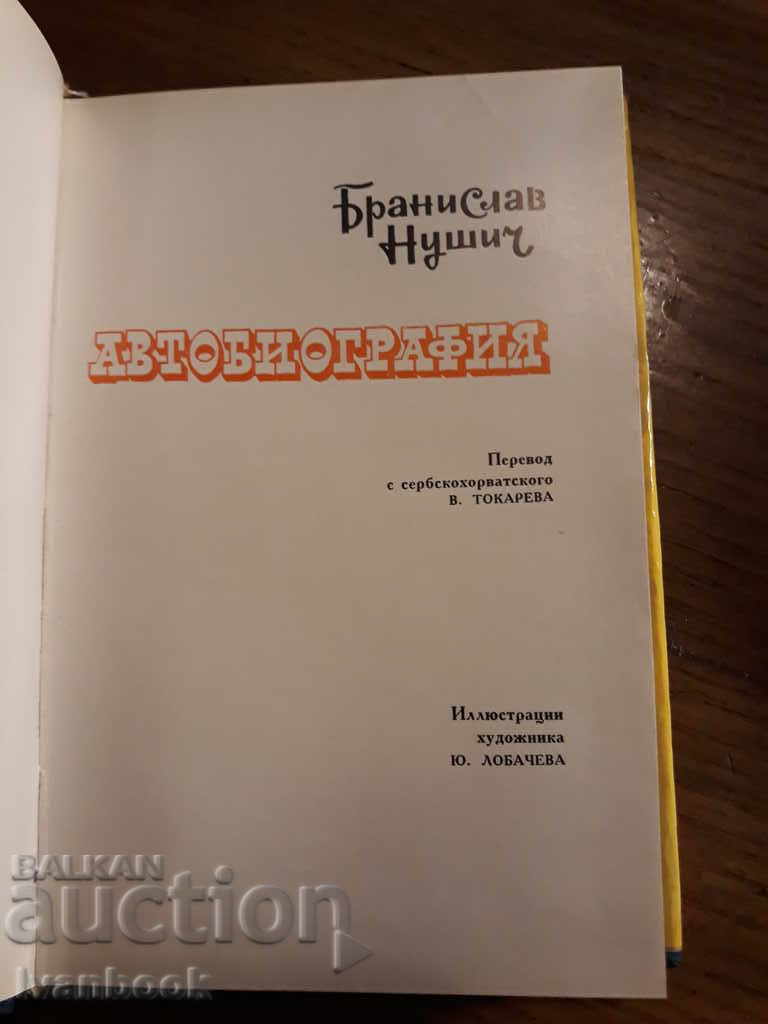 Бранислав
Нушич
АВТОБИОГРАФИЯ
Перевод
с сербскохорватского
В. ТОКАРЕВА
Иллюстрации
художника
Ю. ЛОБАЧЕВА
BALKAN
auction
Ivanbook